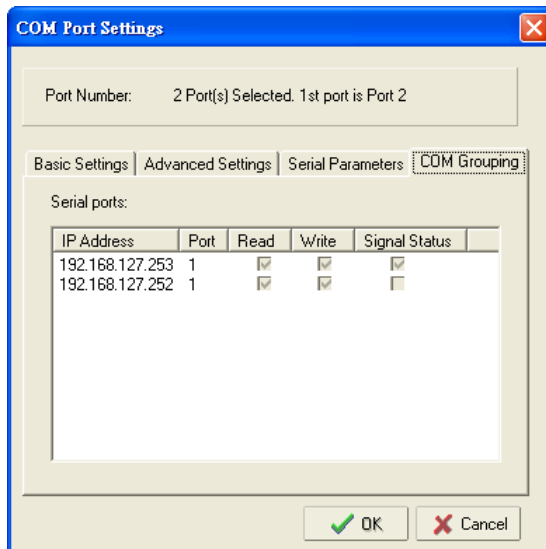 COM Port Settings
Port Number: 2 Port(s) Selected. 1st port is Port 2
Basic Settings Advanced Settings Serial Parameters COM Grouping
Serial ports:
IP Address Port Read Write Signal Status
192.168.127.253 1
192.168.127.252 1
OK Cancel